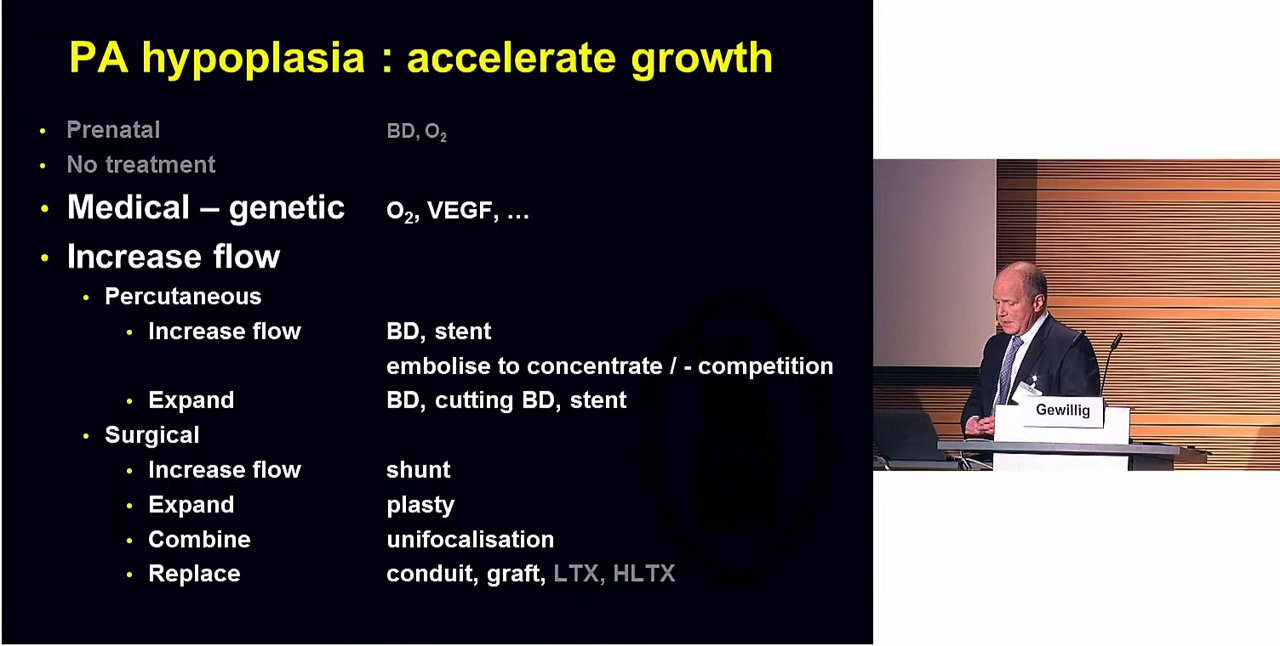 PA hypoplasia : accelerate growth
• Prenatal BD, O₂
• No treatment
• Medical – genetic O₂, VEGF, …
• Increase flow
• Percutaneous
• Increase flow BD, stent
embolise to concentrate / - competition
• Expand BD, cutting BD, stent
• Surgical
• Increase flow shunt
• Expand plasty
• Combine unifocalisation
• Replace conduit, graft, LTX, HLTX
Gewillig